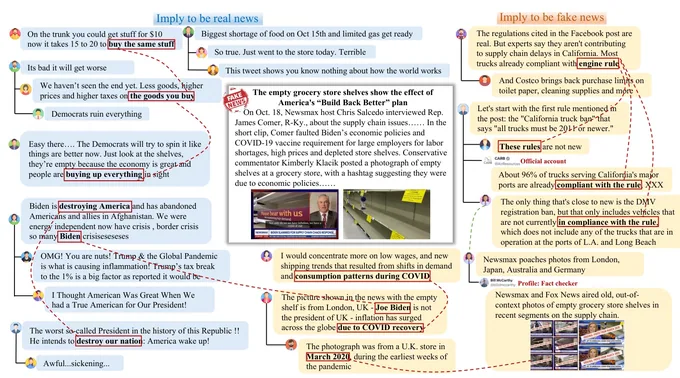 Imply to be real news
On the trunk you could get stuff for $10
now it takes 15 to 20 to buy the same stuff
Its bad it will get worse
We haven't seen the end yet. Less goods, higher
prices and higher taxes on the goods you buy
Democrats ruin everything
Easy there.... The Democrats will try to spin it like
things are better now. Just look at the shelves,
they're empty because the economy is great and
people are buying up everything in sight
Biden is destroying America and has abandoned
Americans and allies in Afghanistan. We were
energy independent now have crisis , border crisis
so many Biden crisiseseseses
OMG! You are nuts! Trump & the Global Pandemic
is what is causing inflammation! Trump's tax break
to the 1% is a big factor as reported it would be
I Thought American Was Great When We
had a True American for Our President!
The worst so-called President in the history of this Republic !!
He intends to destroy our nation: America wake up!
Awful...sickening...
Biggest shortage of food on Oct 15th and limited gas get ready
So true. Just went to the store today. Terrible
This tweet shows you know nothing about how the world works
FAKE NEWS
The empty grocery store shelves show the effect of
America's "Build Back Better" plan
On Oct. 18, Newsmax host Chris Salcedo interviewed Rep.
James Comer, R-Ky., about the supply chain issues…… In the
short clip, Comer faulted Biden's economic policies and
COVID-19 vaccine requirement for large employers for labor
shortages, high prices and depleted store shelves. Conservative
commentator Kimberly Klacik posted a photograph of empty
shelves at a grocery store, with a hashtag suggesting they were
due to economic policies……
I would concentrate more on low wages, and new
shipping trends that resulted from shifts in demand
and consumption patterns during COVID
The picture shown in the news with the empty
shelf is from London, UK - Joe Biden is not
the president of UK - inflation has surged
across the globe due to COVID recovery
The photograph was from a U.K. store in
March 2020, during the earliest weeks of
the pandemic
Imply to be fake news
The regulations cited in the Facebook post are
real. But experts say they aren't contributing
to supply chain delays in California. Most
trucks already compliant with engine rule
And Costco brings back purchase limits on
toilet paper, cleaning supplies and more
Let's start with the first rule mentioned in
the post: the "California truck ban" that
says "all trucks must be 2011 or newer."
These rules are not new
CARB
Official account
About 96% of trucks serving California's major
ports are already compliant with the rule. XXX
The only thing that's close to new is the DMV
registration ban, but that only includes vehicles that
are not currently in compliance with the rule,
which does not include any of the trucks that are in
operation at the ports of L.A. and Long Beach
Newsmax poaches photos from London,
Japan, Australia and Germany
Bill McCarthy
Profile: Fact checker
Newsmax and Fox News aired old, out-of-
context photos of empty grocery store shelves in
recent segments on the supply chain.